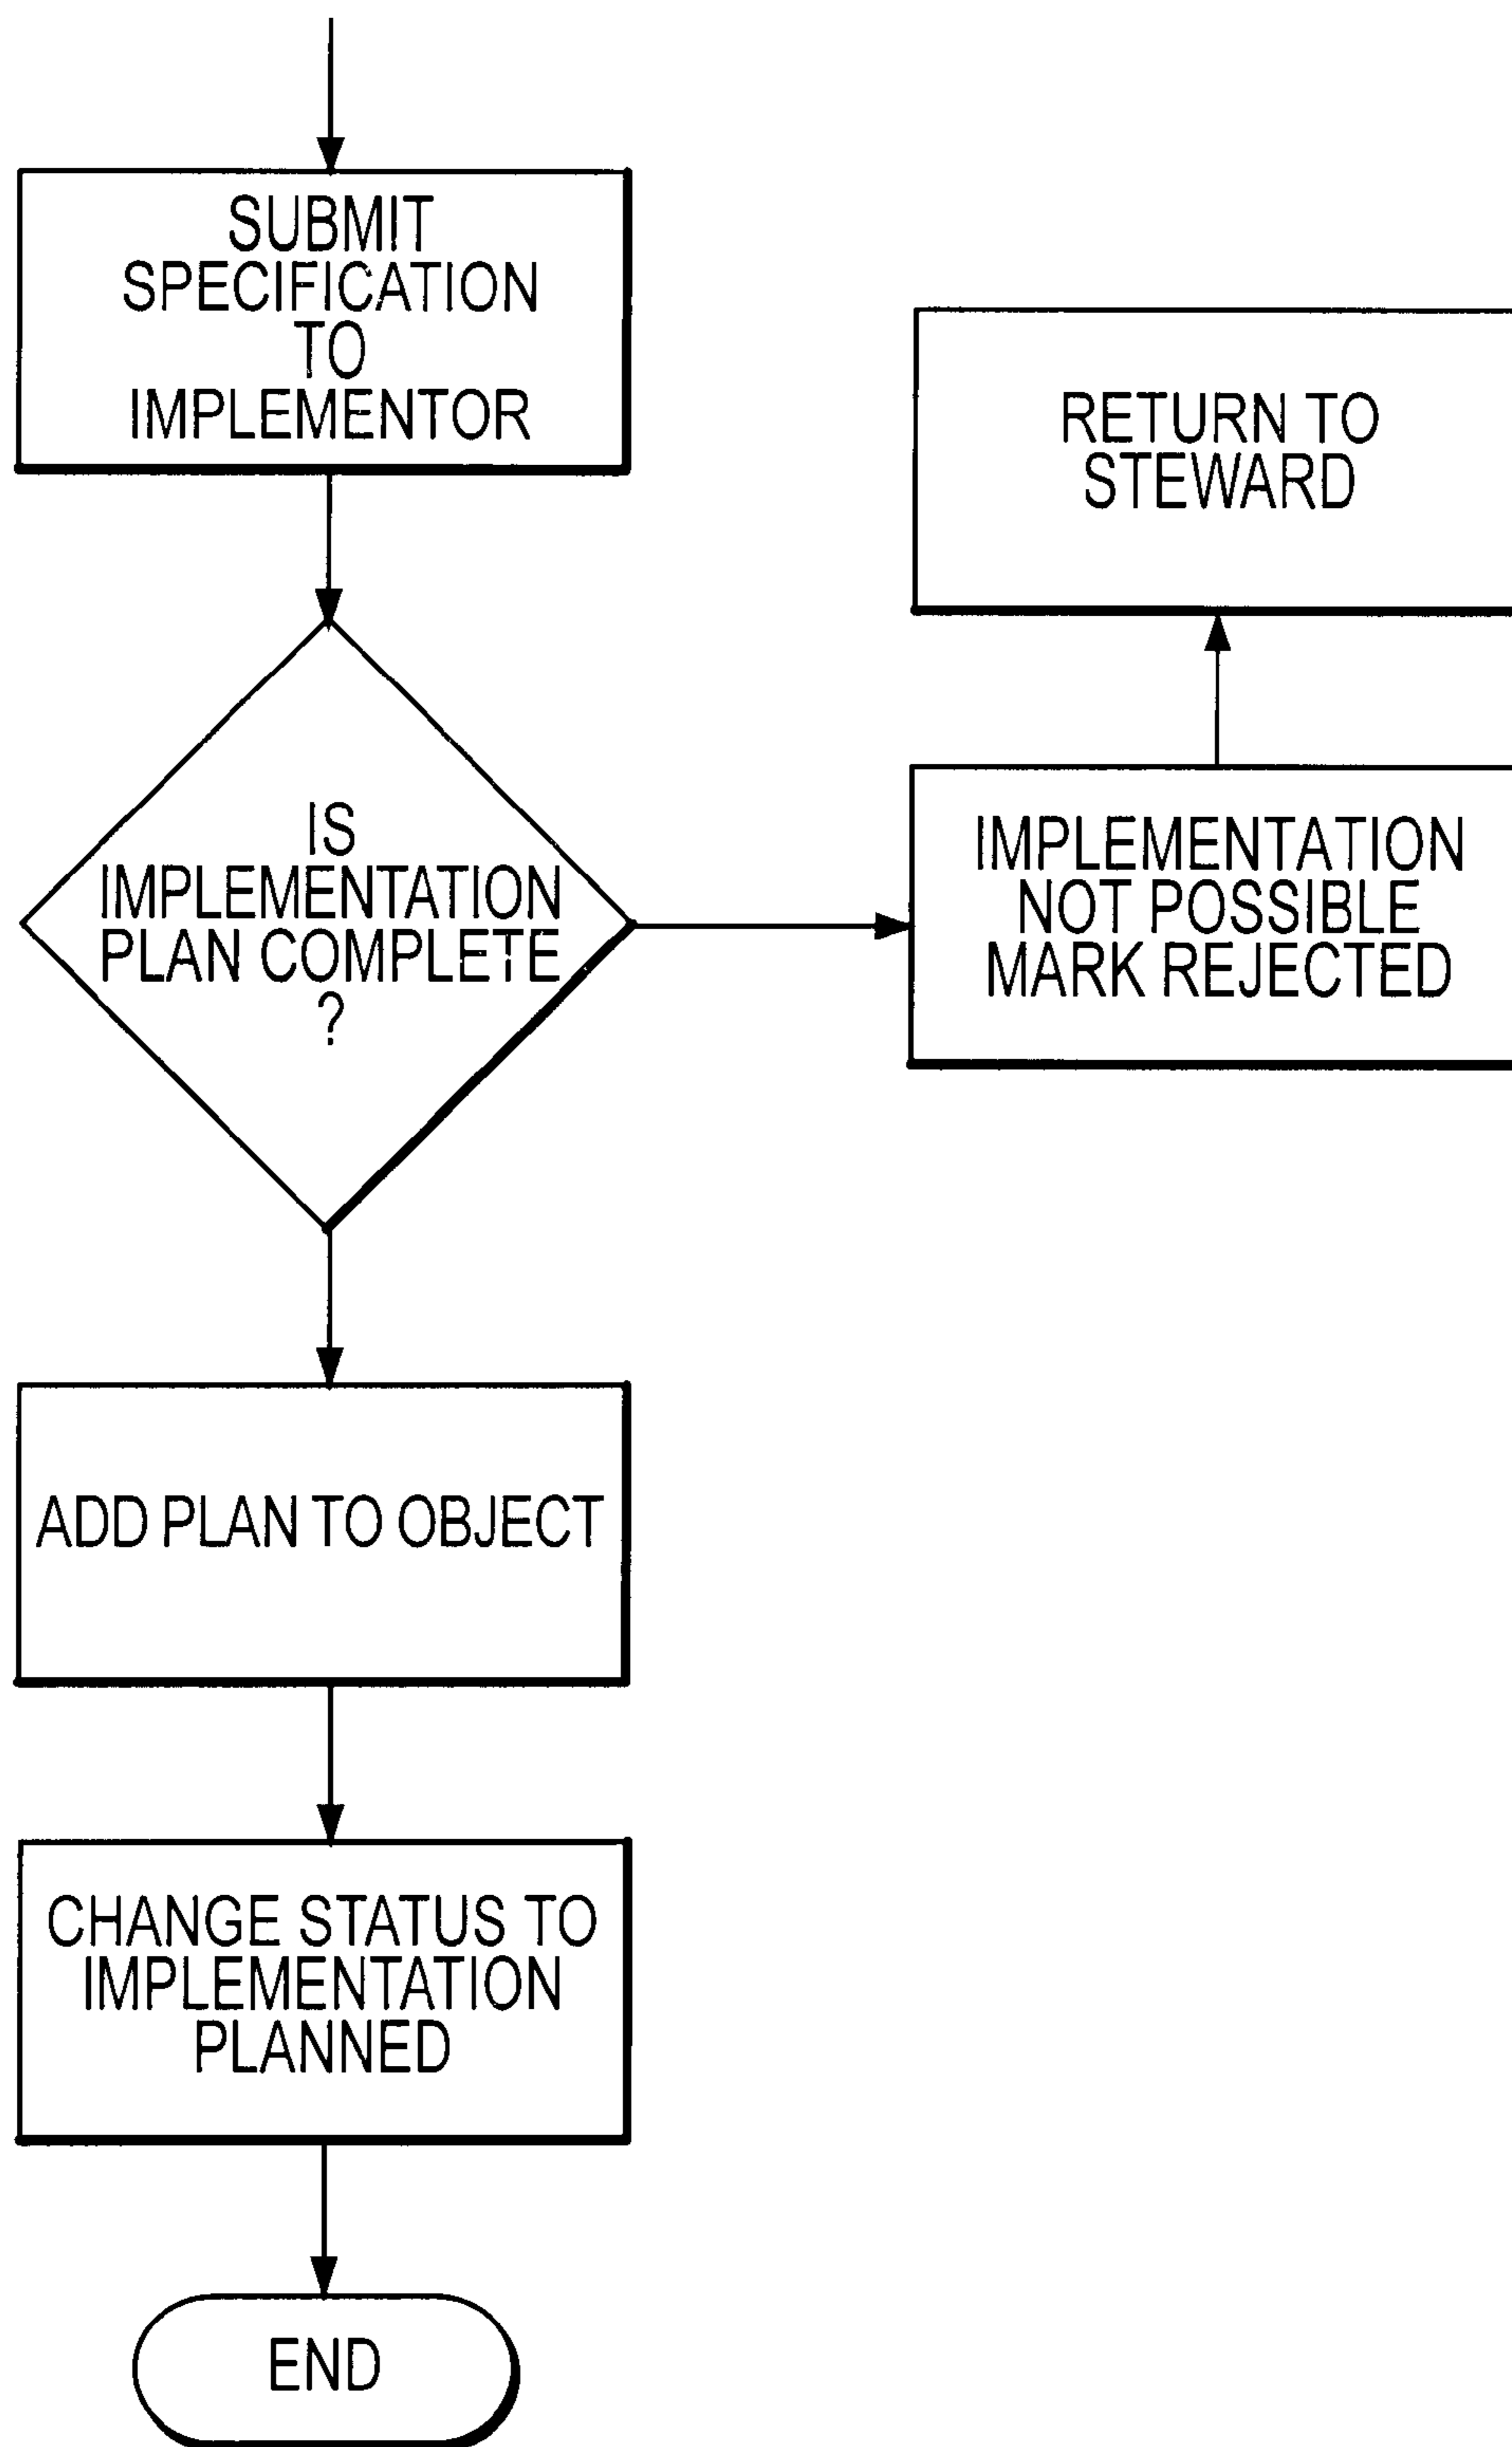 SUBMIT
SPECIFICATION
TO
IMPLEMENTOR
RETURN TO
STEWARD
IS
IMPLEMENTATION
PLAN COMPLETE
?
IMPLEMENTATION
NOT POSSIBLE
MARK REJECTED
ADD PLAN TO OBJECT
CHANGE STATUS TO
IMPLEMENTATION
PLANNED
END